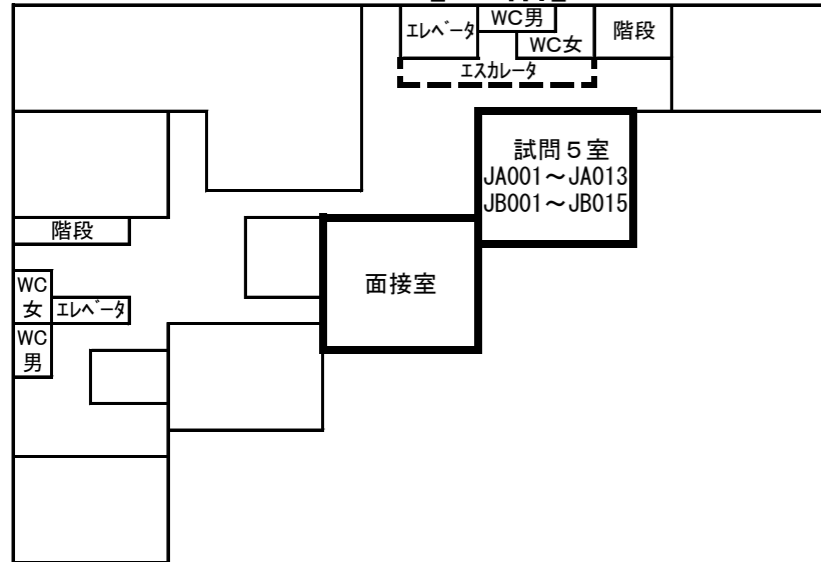 エレベータ
WC男
WC女
階段
エスカレータ
試問５室
JA001～JA013
JB001～JB015
階段
面接室
WC
女
エレベータ
WC
男